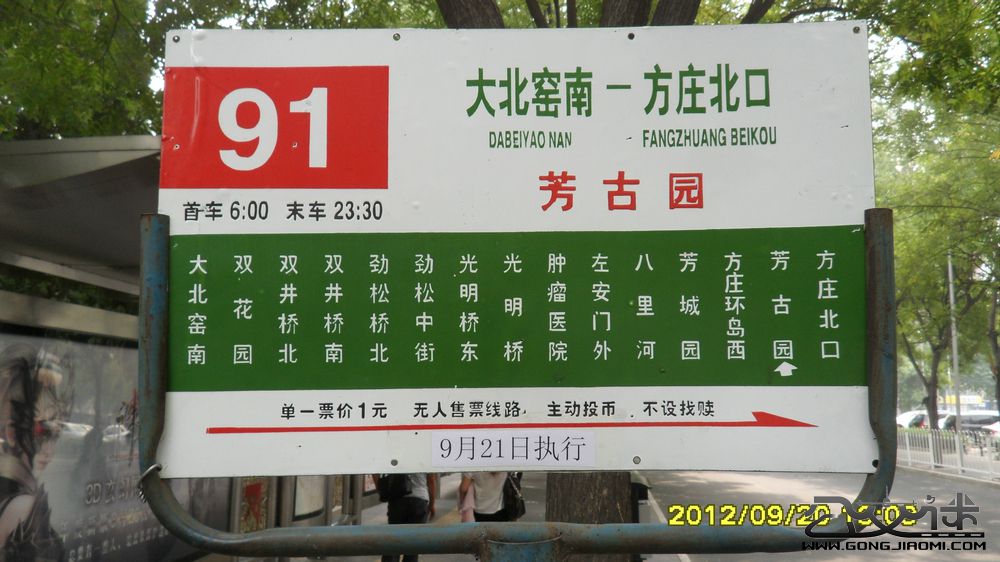 91
大北窑南 — 方庄北口
DABEIYAO NAN FANGZHUANG BEIKOU
芳古园
首车 6:00 末车 23:30
大北窑南
双花园
双井桥北
双井桥南
劲松桥北
劲松中街
光明桥东
光明桥
肿瘤医院
左安门外
八里河
芳城园
方庄环岛西
芳古园
方庄北口
单一票价1元 无人售票线路 主动投币 不设找赎
9月21日执行
3D
2012/09/20
WWW.GONGJIAOMI.COM